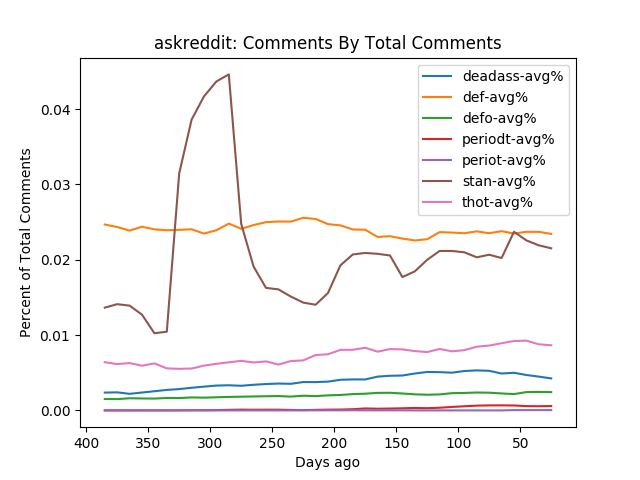 askreddit: Comments By Total Comments
Percent of Total Comments
0.04
0.03
0.02
0.01
0.00
deadass-avg%
def-avg%
defo-avg%
periodt-avg%
periot-avg%
stan-avg%
thot-avg%
400 350 300 250 200 150 100 50
Days ago